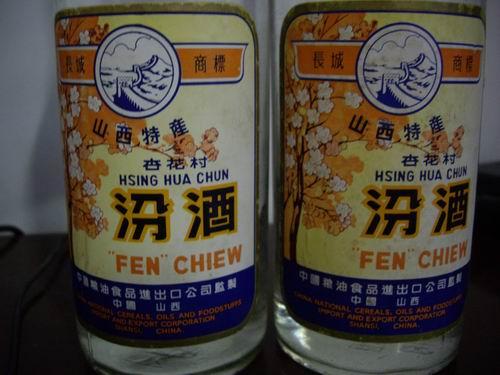 長城 商標
山西特產
杏花村
HSING HUA CHUN
汾酒
"FEN" CHIEW
中國粮油食品進出口公司監製
中國 山西
CHINA NATIONAL CEREALS, OILS AND FOODSTUFFS
IMPORT AND EXPORT CORPORATION
SHANSI, CHINA.
長城 商標
山西特產
杏花村
HSING HUA CHUN
汾酒
"FEN" CHIEW
中國粮油食品進出口公司監製
中國 山西
CHINA NATIONAL CEREALS, OILS AND FOODSTUFFS
IMPORT AND EXPORT CORPORATION
SHANSI, CHINA.